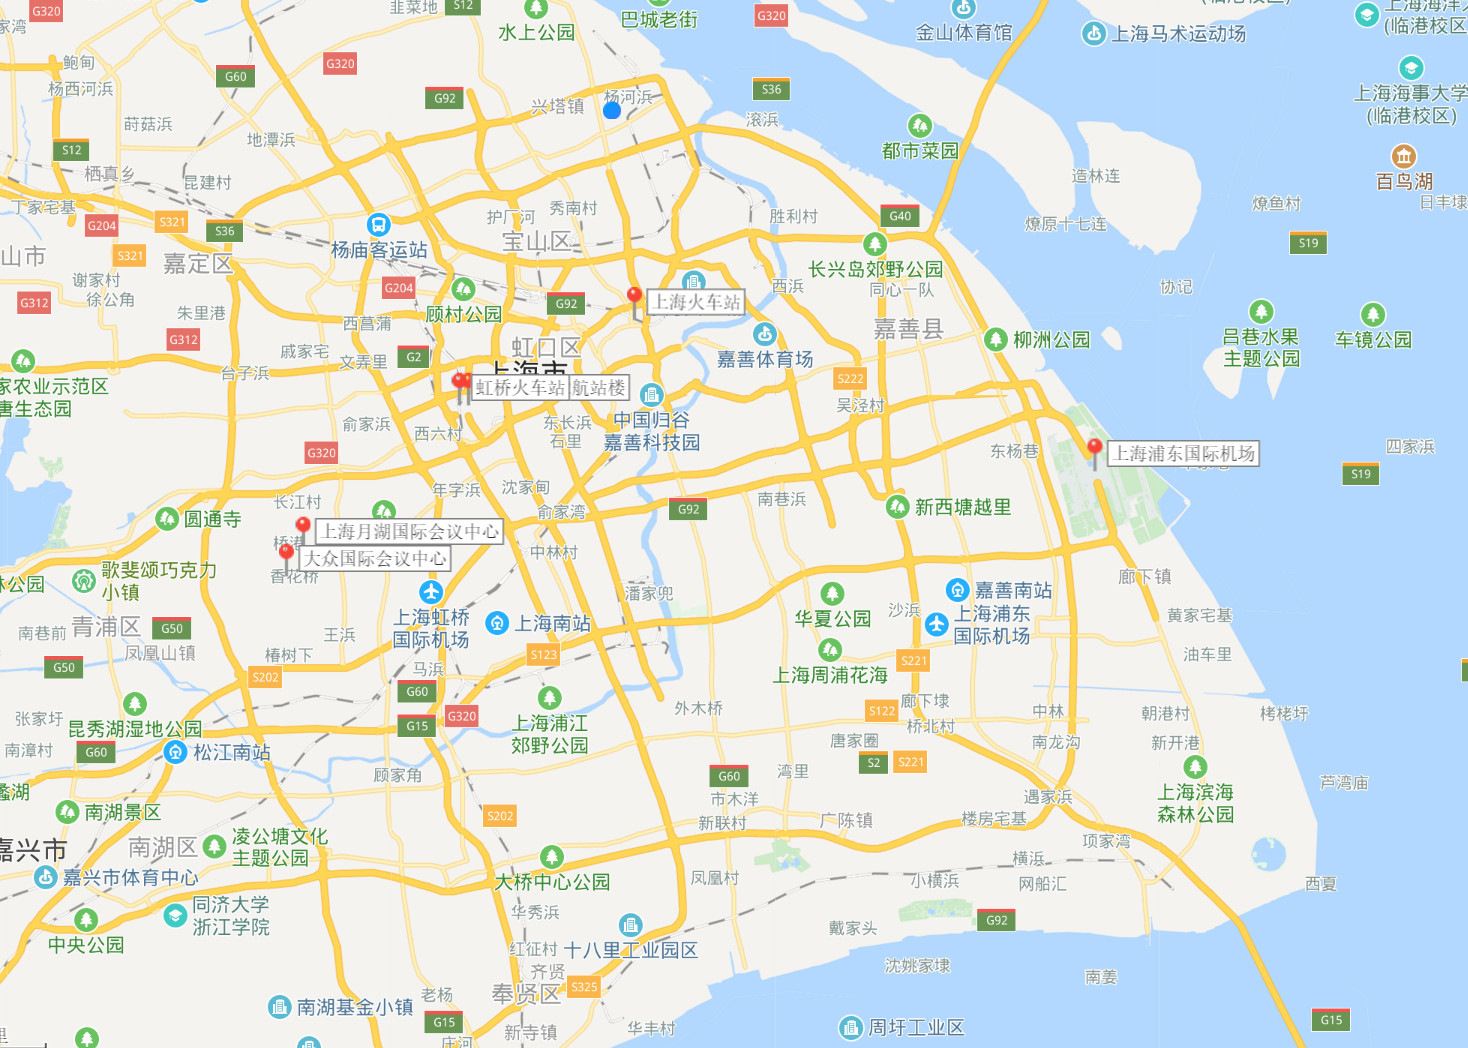 G320
韭菜地
S12
水上公园
巴城老街
G320
金山体育馆
上海马术运动场
(临港校区)
(临港校区)
家湾
鲍甸
G60
G320
杨西河浜
G92
兴塔镇
杨河浜
S36
滚浜
上海海事大学
(临港校区)
莳菇浜
地潭浜
S12
都市菜园
百鸟湖
栖真乡
昆建村
造林连
丁家宅基
G204
S321
S36
护厂河
秀南村
胜利村
G40
燎原十七连
燎鱼村
日丰埭
S19
宝山区
杨庙客运站
山市
S321
嘉定区
长兴岛郊野公园
同心一队
谢家村
徐公角
G204
G312
顾村公园
G92
上海火车站
西浜
协记
朱里港
西菖蒲
嘉善县
柳洲公园
吕巷水果
主题公园
车镜公园
G312
戚家宅
文弄里
G2
虹口区
嘉善体育场
台子浜
上海市
家农业示范区
唐生态园
虹桥火车站
航站楼
S222
吴泾村
俞家浜
西六村
东长浜
石里
中国归谷
嘉善科技园
G320
东杨巷
上海浦东国际机场
四家浜
S19
长江村
年字浜
沈家甸
俞家湾
G92
南巷浜
新西塘越里
圆通寺
上海月湖国际会议中心
大众国际会议中心
香花桥
中林村
歌斐颂巧克力
小镇
林公园
上海虹桥
国际机场
上海南站
潘家兜
华夏公园
沙浜
嘉善南站
上海浦东
国际机场
廊下镇
黄家宅基
青浦区
G50
南巷前
凤凰山镇
王浜
椿树下
马浜
S123
油车里
G50
S202
G60
上海周浦花海
S221
张家圩
昆秀湖湿地公园
G15
G320
上海浦江
郊野公园
外木桥
S122
廊下埭
桥北村
中林
朝港村
栲栳圩
南漳村
G60
松江南站
唐家圈
S2
S221
南龙沟
新开港
顾家角
G60
湾里
上海滨海
森林公园
芦湾庙
蠡湖
南湖景区
S202
市木洋
新联村
广陈镇
遇家浜
楼房宅基
项家湾
嘉兴市
南湖区
凌公塘文化
主题公园
横浜
嘉兴市体育中心
大桥中心公园
凤凰村
小横浜
网船汇
西夏
同济大学
浙江学院
华秀浜
G92
中央公园
红征村
十八里工业园区
戴家头
齐贤
沈姚家埭
南姜
南湖基金小镇
老杨
奉贤区
S325
G15
新寺镇
华丰村
周圩工业区
G15
庄河
里